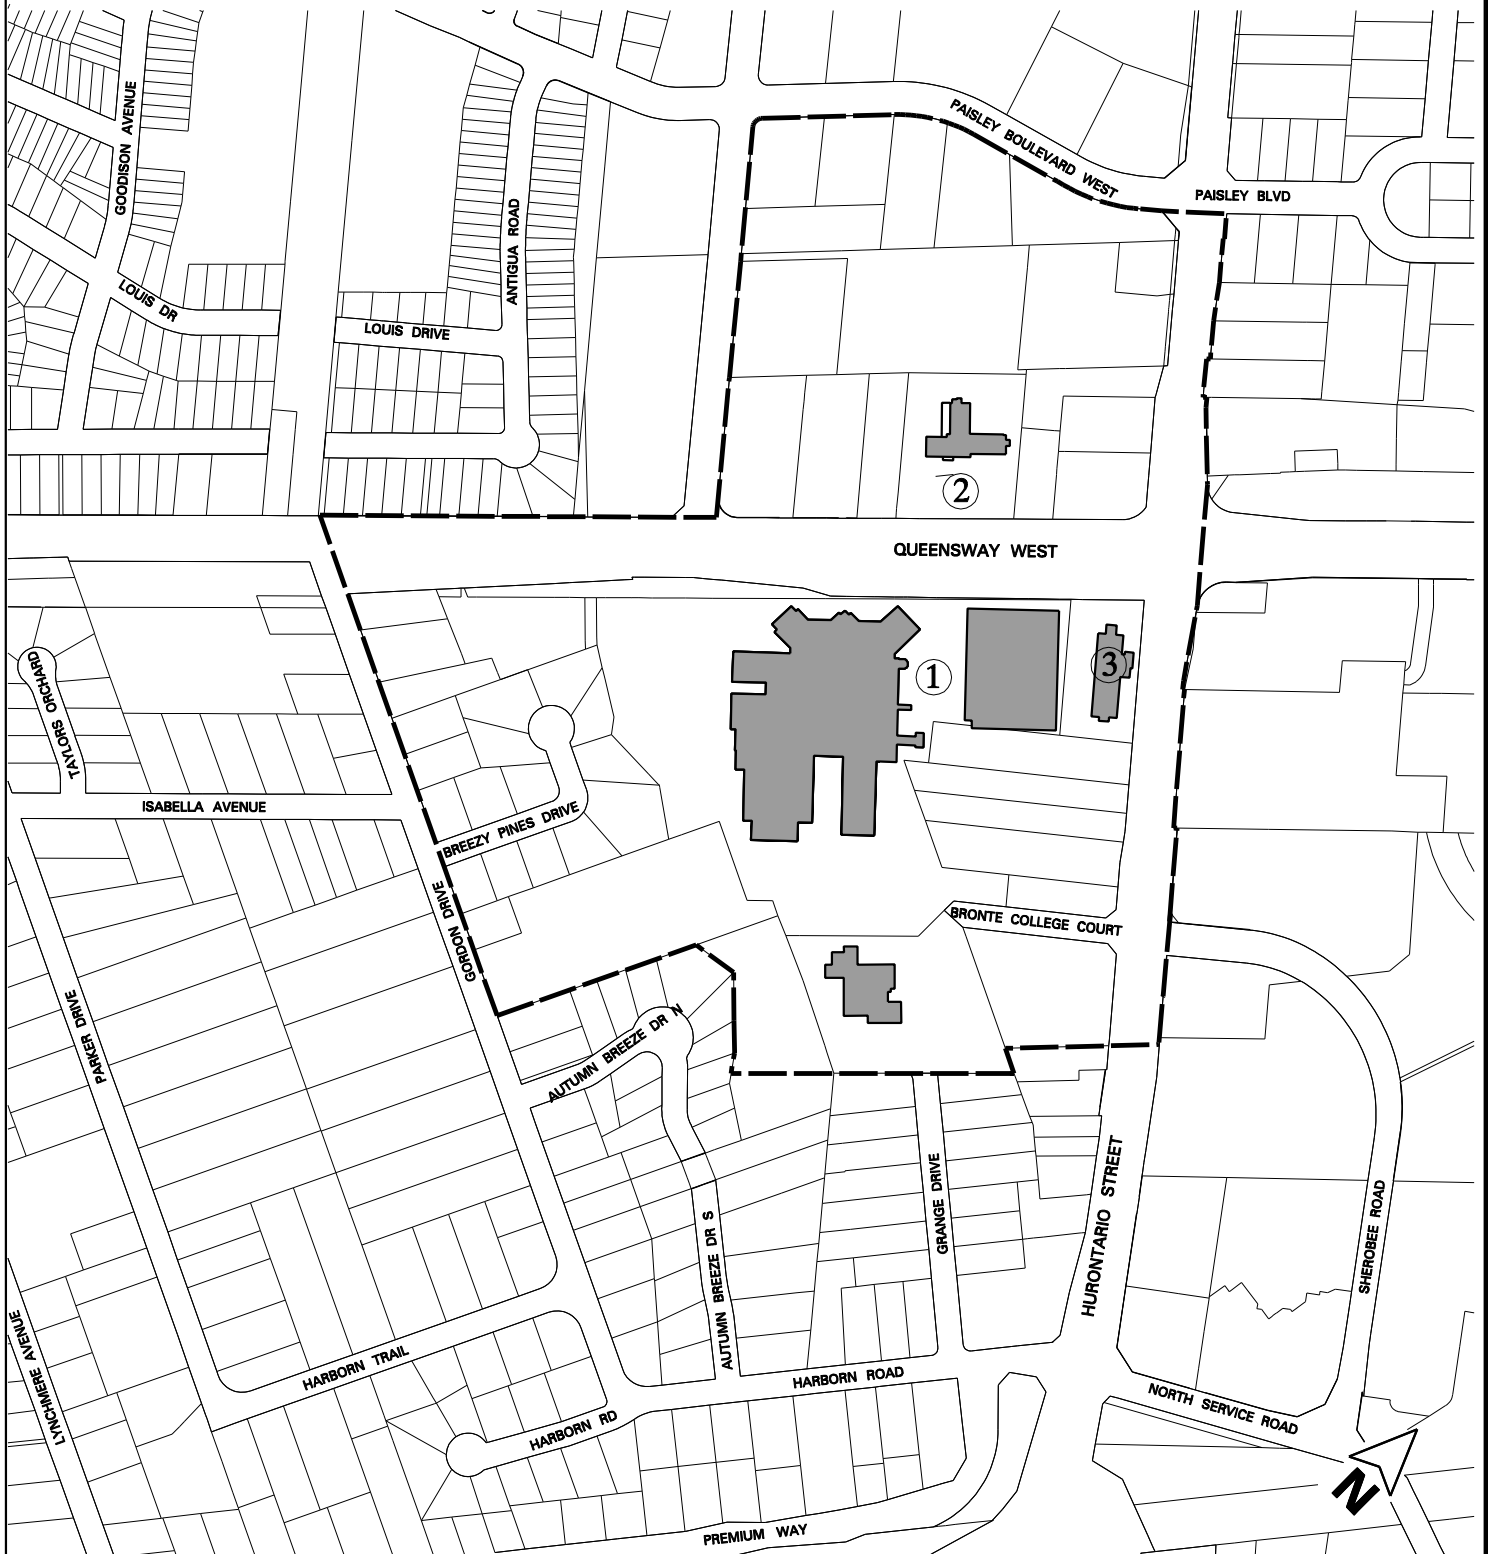 GOODISON AVENUE
PAISLEY BOULEVARD WEST
PAISLEY BLVD
ANTIGUA ROAD
LOUIS DR
LOUIS DRIVE
2
QUEENSWAY WEST
TAYLORS ORCHARD
1
3
ISABELLA AVENUE
BREEZY PINES DRIVE
GORDON DRIVE
BRONTE COLLEGE COURT
PARKER DRIVE
AUTUMN BREEZE DR N
HURONTARIO STREET
GRANGE DRIVE
AUTUMN BREEZE DR S
SHEROBEE ROAD
LYNCHMERE AVENUE
HARBORN TRAIL
HARBORN ROAD
NORTH SERVICE ROAD
HARBORN RD
N
PREMIUM WAY